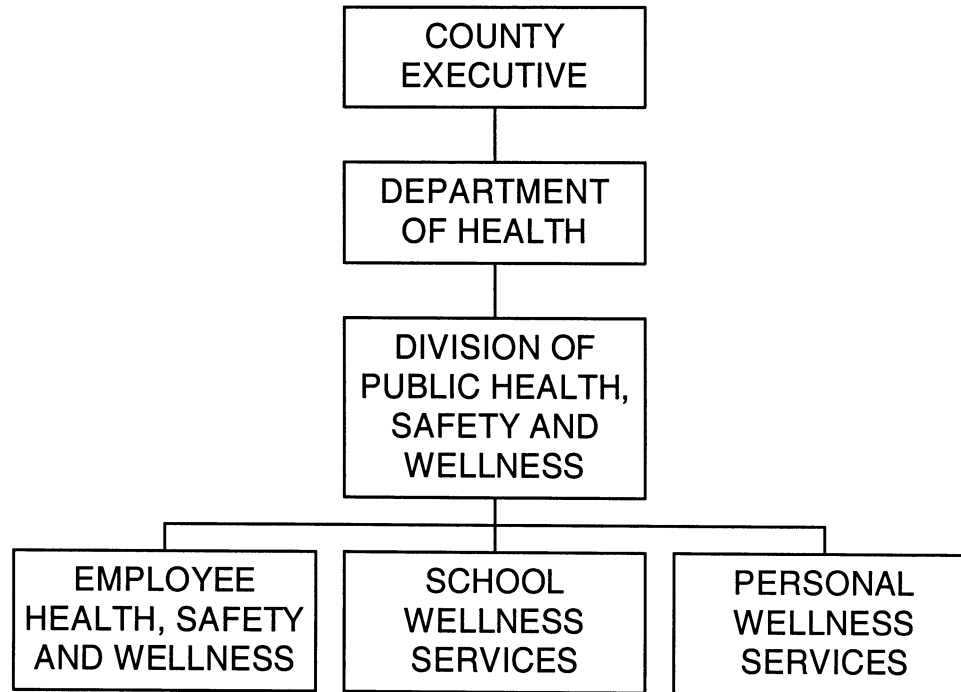 COUNTY
EXECUTIVE
DEPARTMENT
OF HEALTH
DIVISION OF
PUBLIC HEALTH,
SAFETY AND
WELLNESS
EMPLOYEE
HEALTH, SAFETY
AND WELLNESS
SCHOOL
WELLNESS
SERVICES
PERSONAL
WELLNESS
SERVICES